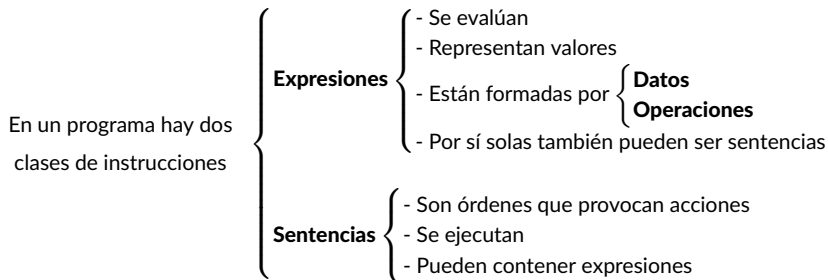 En un programa hay dos
clases de instrucciones
Expresiones
- Se evalúan
- Representan valores
- Están formadas por
Datos
Operaciones
- Por sí solas también pueden ser sentencias
Sentencias
- Son órdenes que provocan acciones
- Se ejecutan
- Pueden contener expresiones